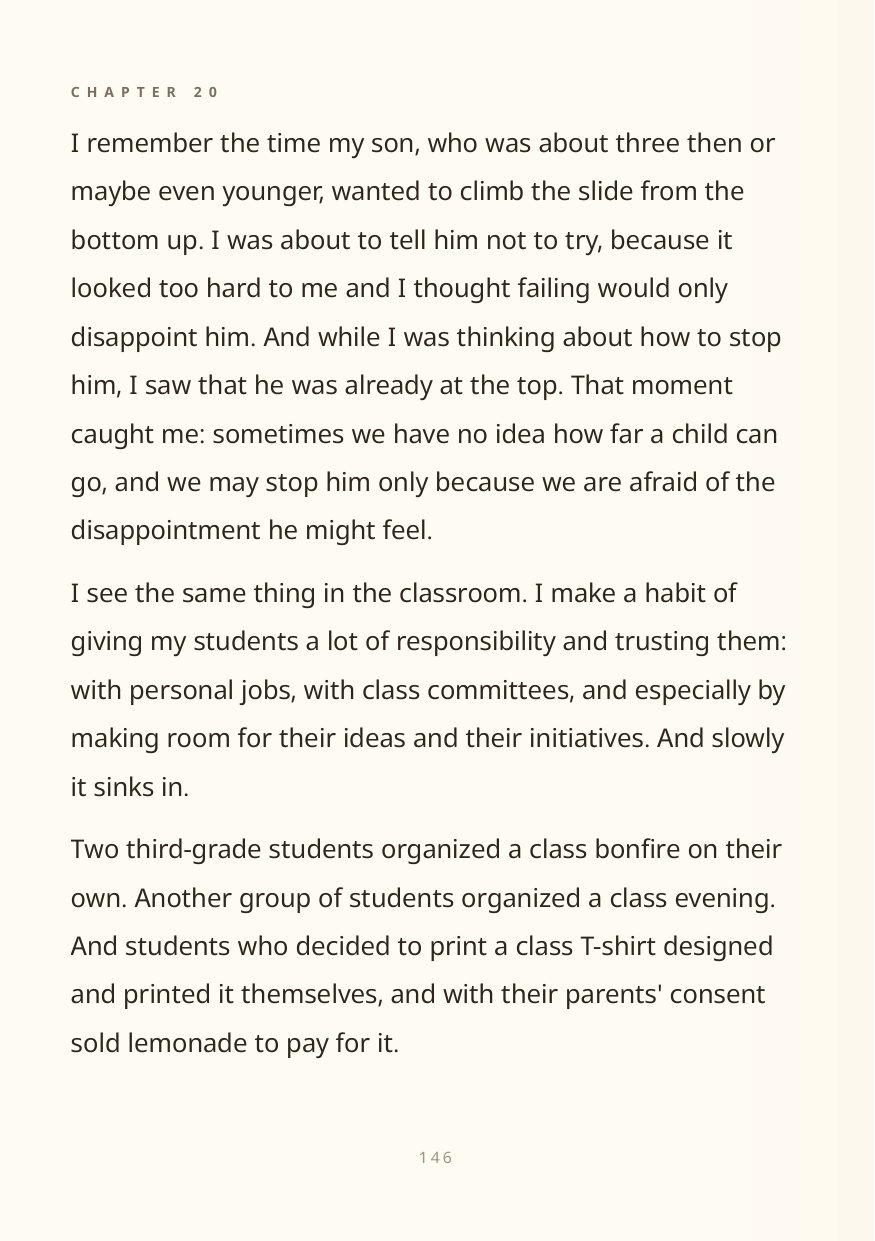 CHAPTER 20
I remember the time my son, who was about three then or
maybe even younger, wanted to climb the slide from the
bottom up. I was about to tell him not to try, because it
looked too hard to me and I thought failing would only
disappoint him. And while I was thinking about how to stop
him, I saw that he was already at the top. That moment
caught me: sometimes we have no idea how far a child can
go, and we may stop him only because we are afraid of the
disappointment he might feel.
I see the same thing in the classroom. I make a habit of
giving my students a lot of responsibility and trusting them:
with personal jobs, with class committees, and especially by
making room for their ideas and their initiatives. And slowly
it sinks in.
Two third-grade students organized a class bonfire on their
own. Another group of students organized a class evening.
And students who decided to print a class T-shirt designed
and printed it themselves, and with their parents' consent
sold lemonade to pay for it.
146